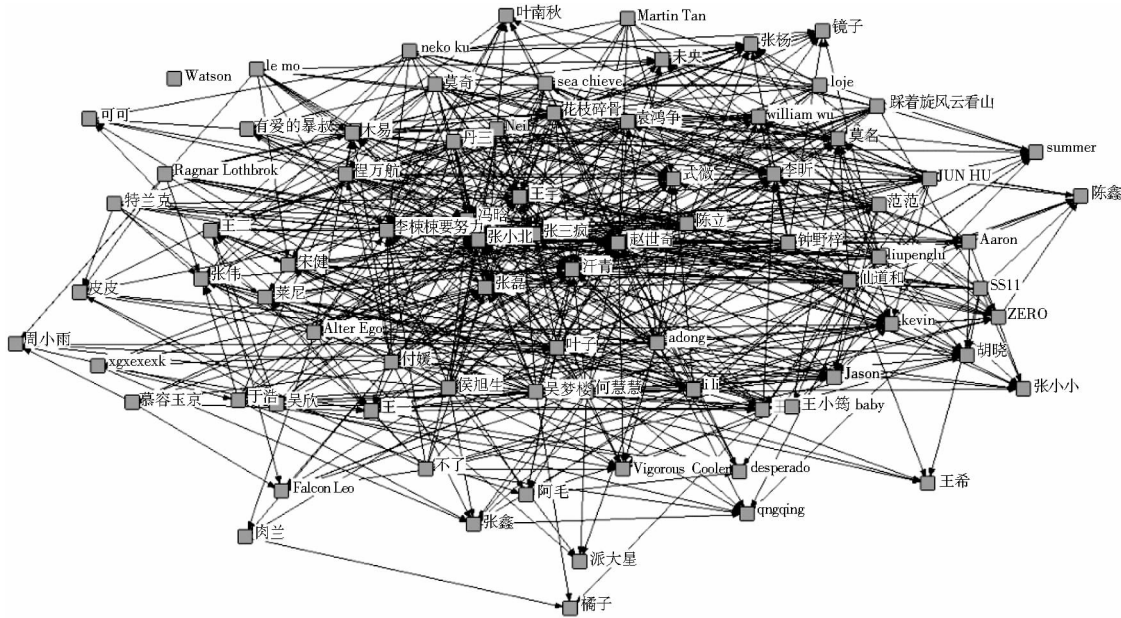 叶南秋
Martin Tan
镜子
张杨
neko ku
未央
le mo
Watson
莫奇
sea chieve
loje
踩着旋风云看山
可可
花枝碎骨
袁鸿争
william wu
有爱的暴叔
木易
Neil
丹三
莫名
summer
Ragnar Lothbrok
程万航
式微
李昕
JUN HU
陈鑫
特兰克
王宇
范范
冯晗
陈立
王二
李梾梾要努力
张小北
张三疯
赵世奇
钟野梓
Aaron
liupenglu
宋健
汗青
张伟
仙道和
SS11
皮皮
莱尼
张磊
ZERO
kevin
Alter Ego
周小雨
adong
叶子
胡晓
xgxexexk
付媛
Jason
侯旭生
吴梦楼
何慧慧
li li
张小小
慕容玉京
于浩
吴欣
王一
王小筠 baby
不了
Vigorous Cooler
desperado
王希
Falcon Leo
阿毛
qngqing
张鑫
肉兰
派大星
橘子